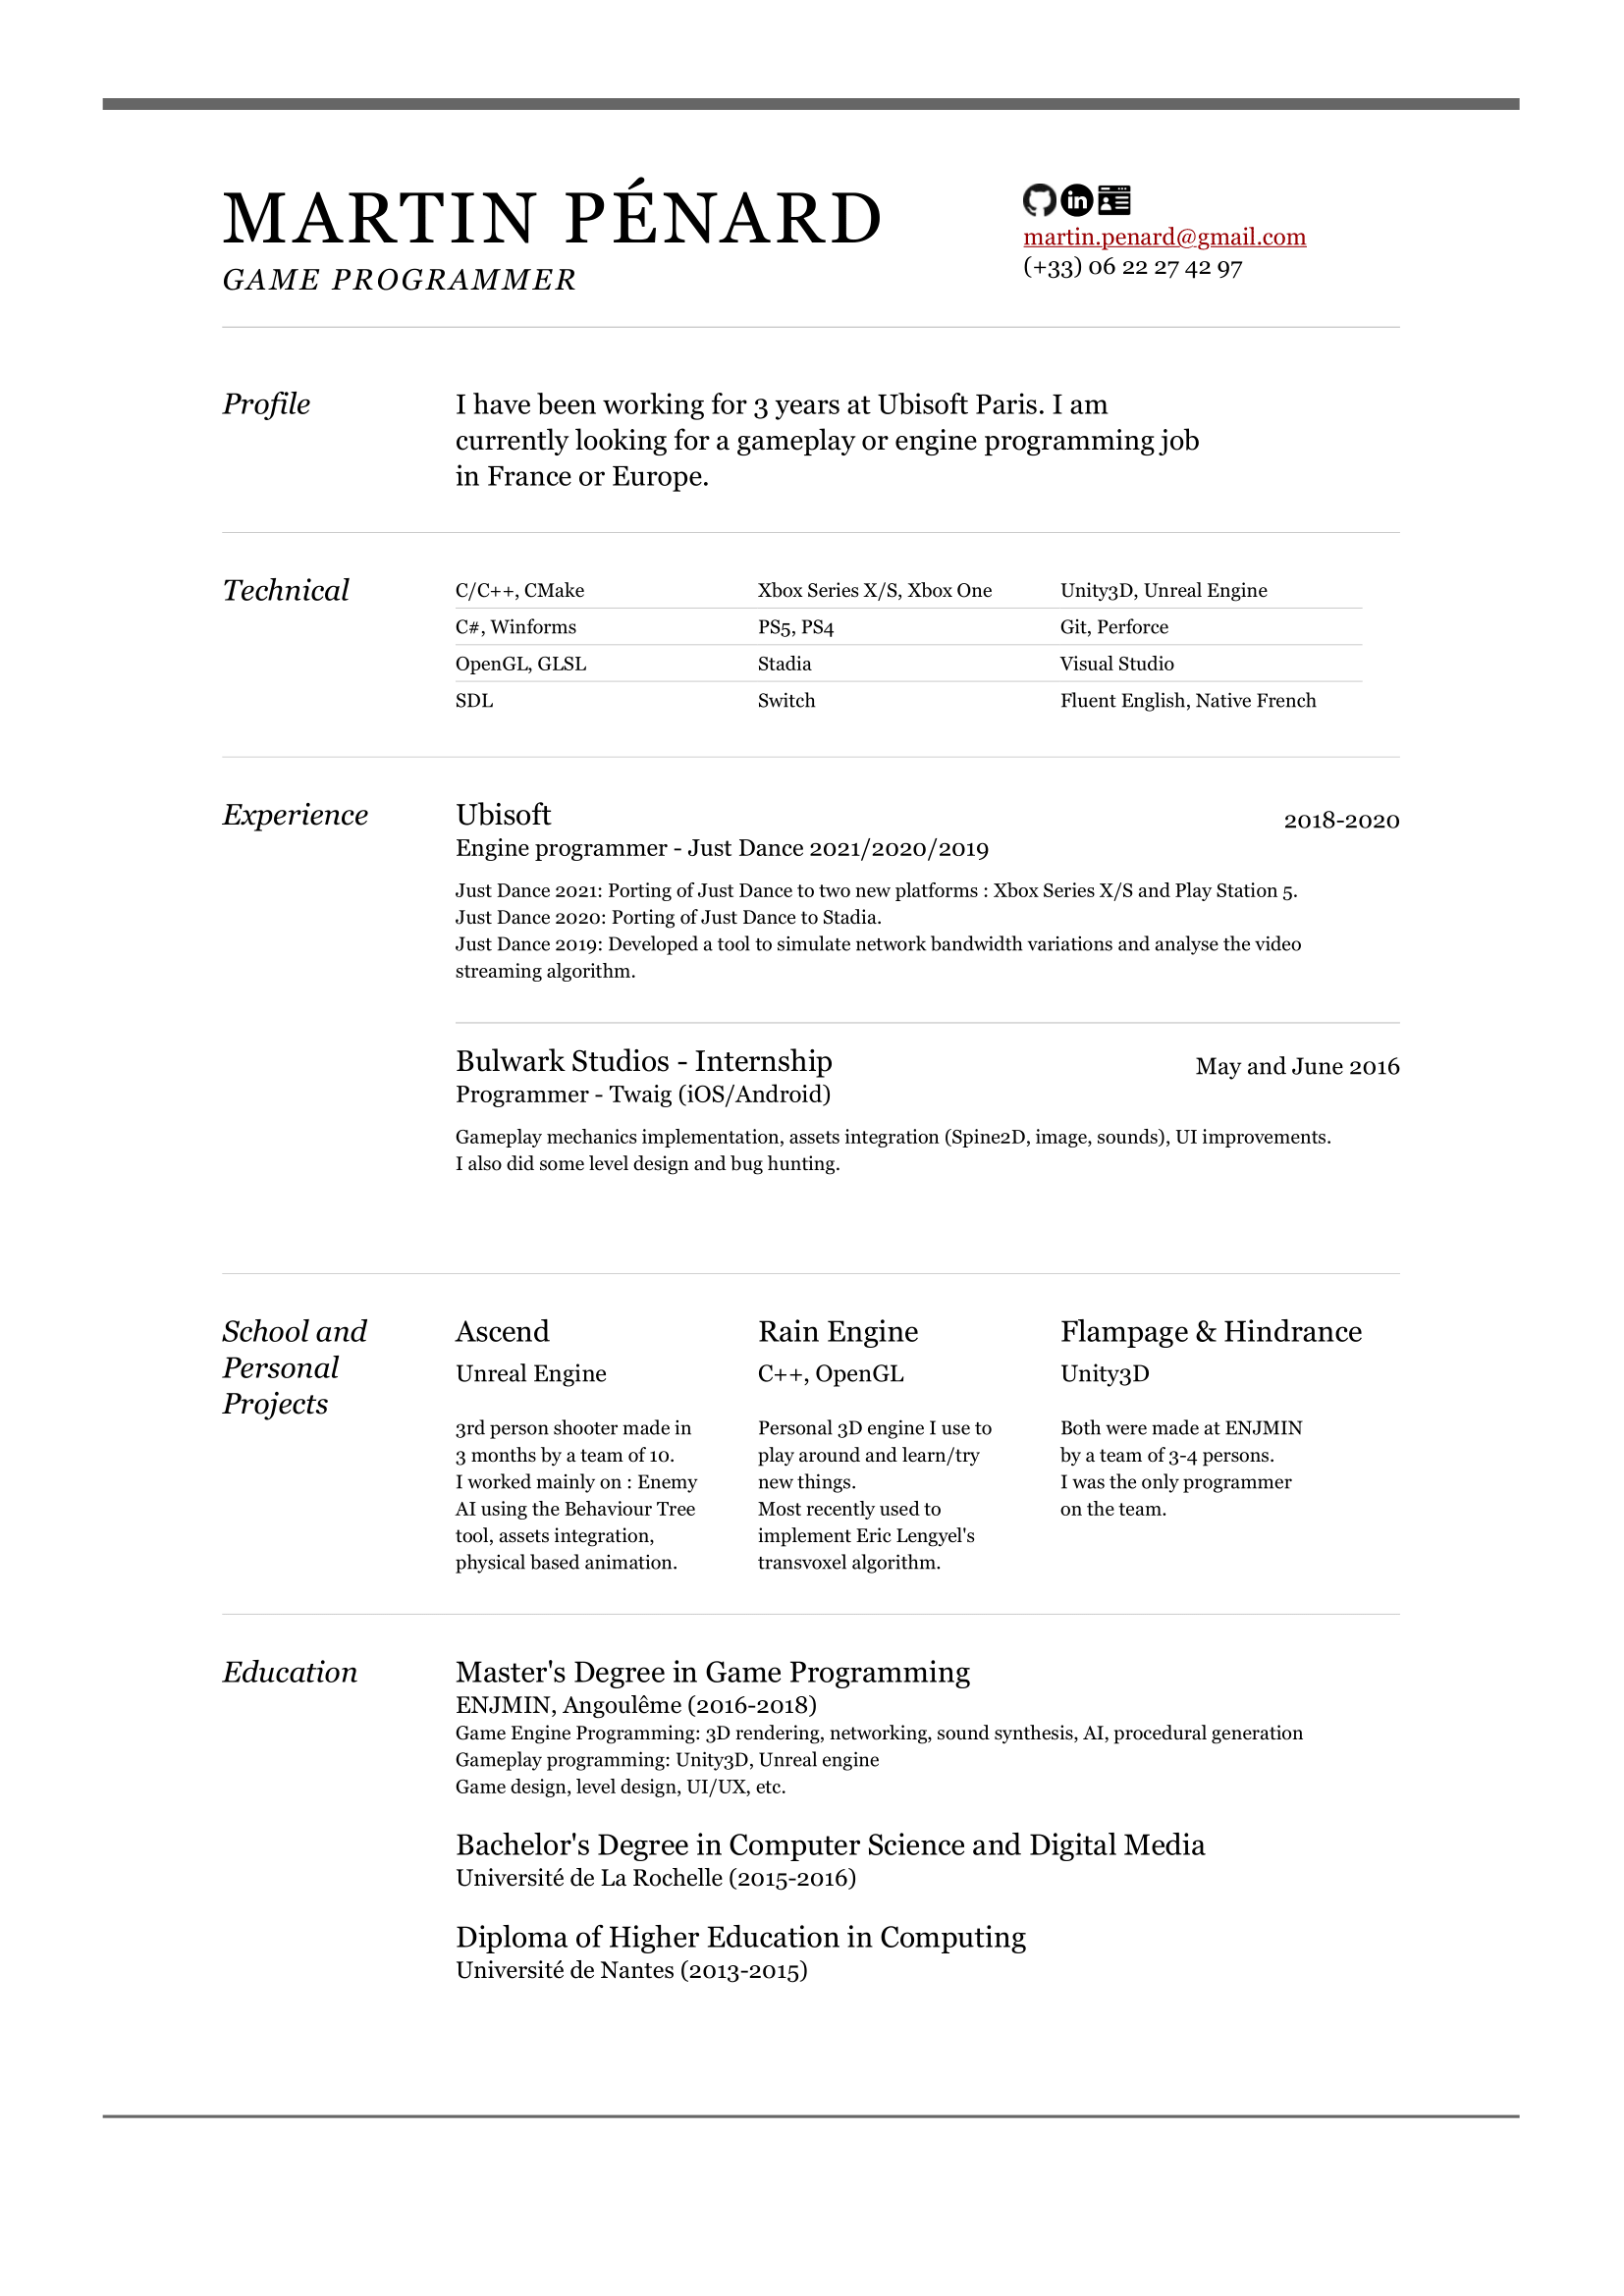 MARTIN PÉNARD
GAME PROGRAMMER
martin.penard@gmail.com
(+33) 06 22 27 42 97
Profile
I have been working for 3 years at Ubisoft Paris. I am
currently looking for a gameplay or engine programming job
in France or Europe.
Technical
C/C++, CMake Xbox Series X/S, Xbox One Unity3D, Unreal Engine
C#, Winforms PS5, PS4 Git, Perforce
OpenGL, GLSL Stadia Visual Studio
SDL Switch Fluent English, Native French
Experience
Ubisoft 2018-2020
Engine programmer - Just Dance 2021/2020/2019
Just Dance 2021: Porting of Just Dance to two new platforms : Xbox Series X/S and Play Station 5.
Just Dance 2020: Porting of Just Dance to Stadia.
Just Dance 2019: Developed a tool to simulate network bandwidth variations and analyse the video
streaming algorithm.
Bulwark Studios - Internship May and June 2016
Programmer - Twaig (iOS/Android)
Gameplay mechanics implementation, assets integration (Spine2D, image, sounds), UI improvements.
I also did some level design and bug hunting.
School and
Personal
Projects
Ascend
Unreal Engine
3rd person shooter made in
3 months by a team of 10.
I worked mainly on : Enemy
AI using the Behaviour Tree
tool, assets integration,
physical based animation.
Rain Engine
C++, OpenGL
Personal 3D engine I use to
play around and learn/try
new things.
Most recently used to
implement Eric Lengyel's
transvoxel algorithm.
Flampage & Hindrance
Unity3D
Both were made at ENJMIN
by a team of 3-4 persons.
I was the only programmer
on the team.
Education
Master's Degree in Game Programming
ENJMIN, Angoulême (2016-2018)
Game Engine Programming: 3D rendering, networking, sound synthesis, AI, procedural generation
Gameplay programming: Unity3D, Unreal engine
Game design, level design, UI/UX, etc.
Bachelor's Degree in Computer Science and Digital Media
Université de La Rochelle (2015-2016)
Diploma of Higher Education in Computing
Université de Nantes (2013-2015)